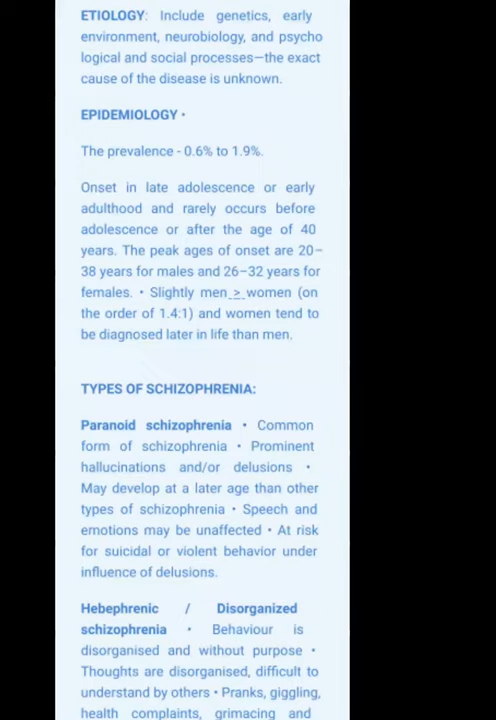 ETIOLOGY: Include genetics, early
environment, neurobiology, and psycho
logical and social processes—the exact
cause of the disease is unknown.
EPIDEMIOLOGY •
The prevalence - 0.6% to 1.9%.
Onset in late adolescence or early
adulthood and rarely occurs before
adolescence or after the age of 40
years. The peak ages of onset are 20–
38 years for males and 26–32 years for
females. • Slightly men > women (on
the order of 1.4:1) and women tend to
be diagnosed later in life than men.
TYPES OF SCHIZOPHRENIA:
Paranoid schizophrenia • Common
form of schizophrenia • Prominent
hallucinations and/or delusions •
May develop at a later age than other
types of schizophrenia • Speech and
emotions may be unaffected • At risk
for suicidal or violent behavior under
influence of delusions.
Hebephrenic / Disorganized
schizophrenia • Behaviour is
disorganised and without purpose •
Thoughts are disorganised, difficult to
understand by others • Pranks, giggling,
health complaints, grimacing and